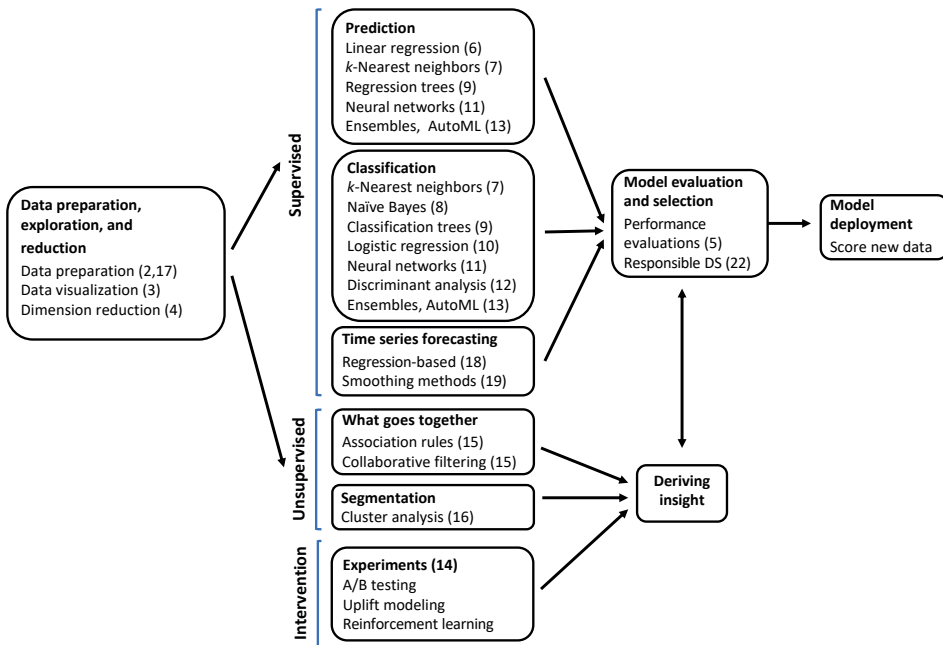 Data preparation,
exploration, and
reduction
Data preparation (2,17)
Data visualization (3)
Dimension reduction (4)
Supervised
Prediction
Linear regression (6)
k-Nearest neighbors (7)
Regression trees (9)
Neural networks (11)
Ensembles, AutoML (13)
Classification
k-Nearest neighbors (7)
Naïve Bayes (8)
Classification trees (9)
Logistic regression (10)
Neural networks (11)
Discriminant analysis (12)
Ensembles, AutoML (13)
Time series forecasting
Regression-based (18)
Smoothing methods (19)
Unsupervised
What goes together
Association rules (15)
Collaborative filtering (15)
Segmentation
Cluster analysis (16)
Intervention
Experiments (14)
A/B testing
Uplift modeling
Reinforcement learning
Model evaluation
and selection
Performance
evaluations (5)
Responsible DS (22)
Deriving
insight
Model
deployment
Score new data